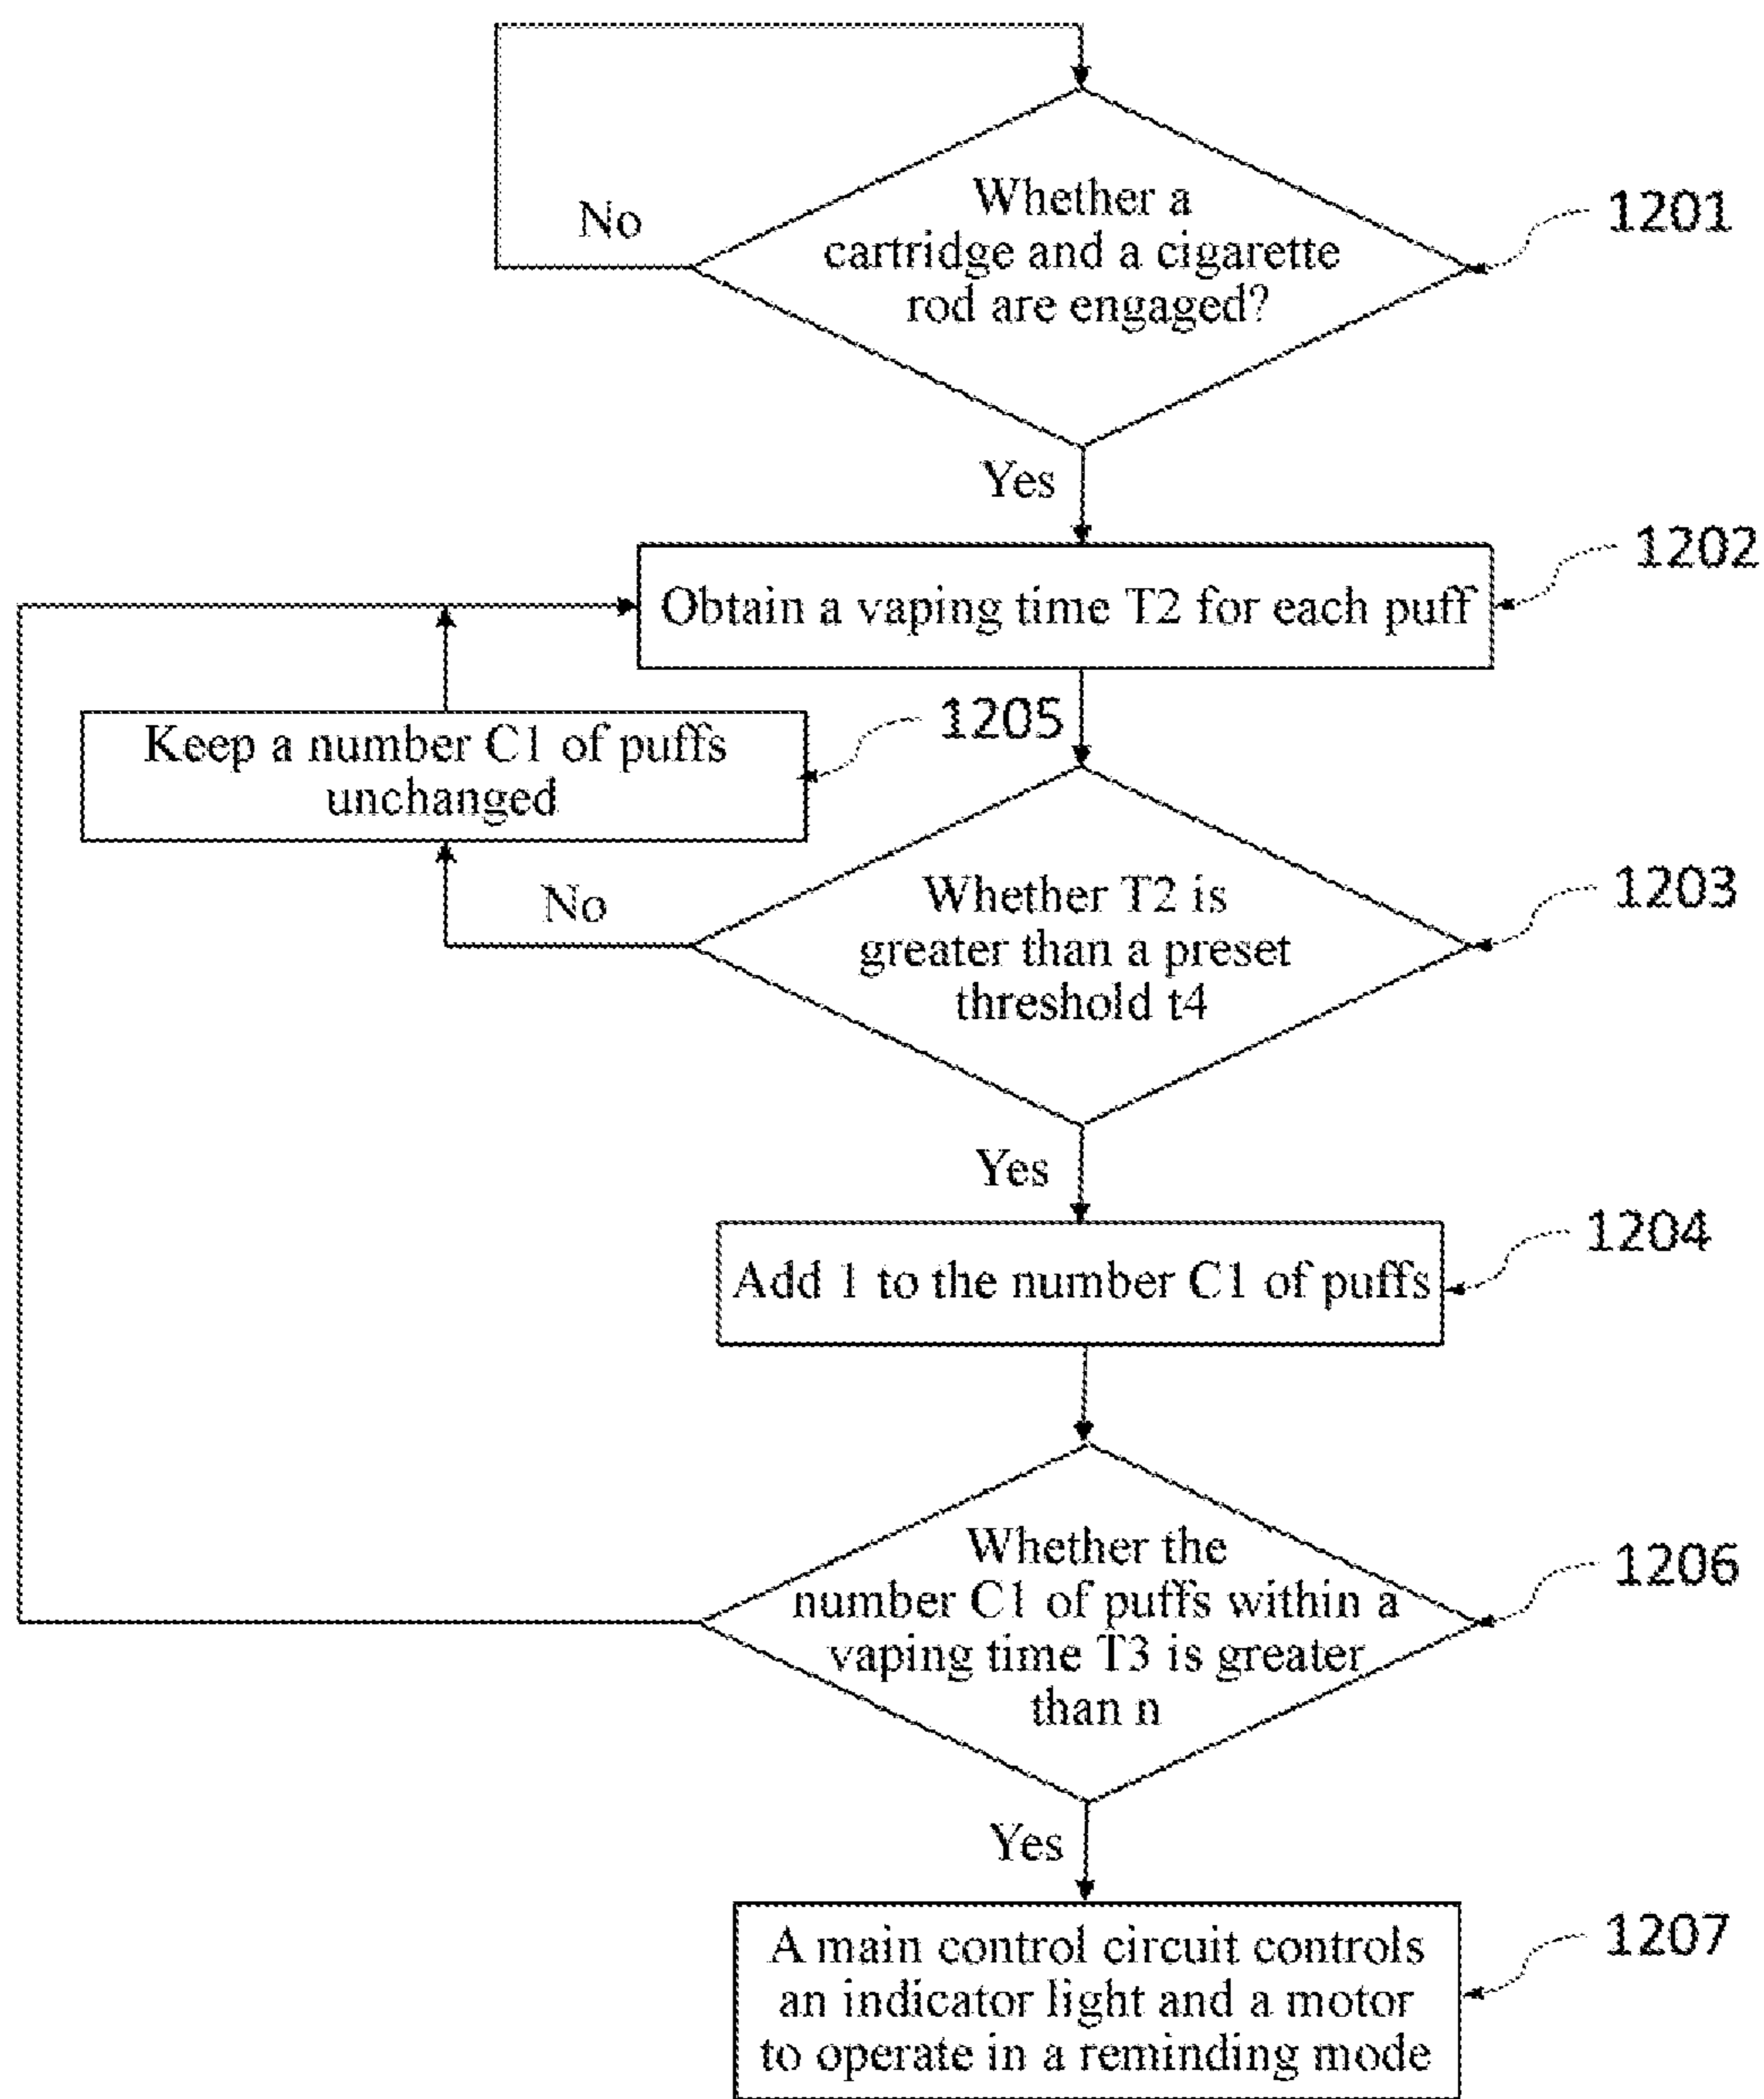 Whether a
cartridge and a cigarette
rod are engaged?
No
1201
Yes
1202
Obtain a vaping time T2 for each puff
1205
Keep a number C1 of puffs
unchanged
No
Whether T2 is
greater than a preset
threshold t4
1203
Yes
1204
Add 1 to the number C1 of puffs
Whether the
number C1 of puffs within a
vaping time T3 is greater
than n
1206
Yes
1207
A main control circuit controls
an indicator light and a motor
to operate in a reminding mode